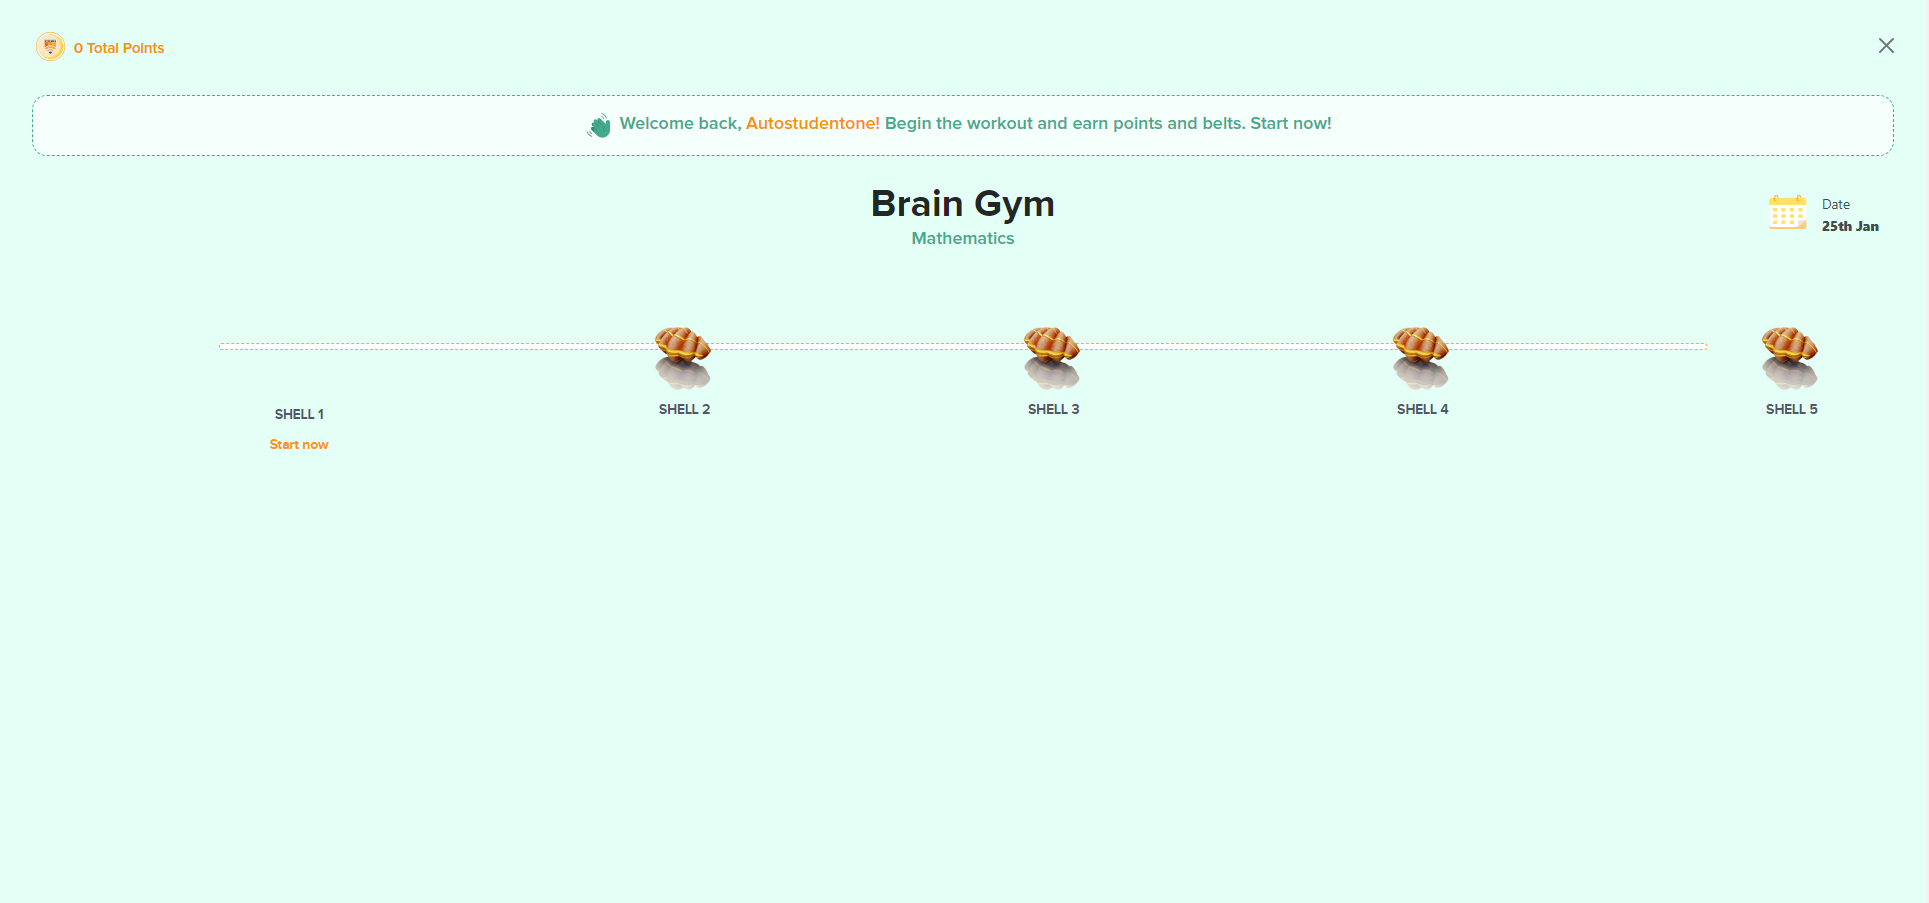 0 Total Points
Welcome back, Autostudentone! Begin the workout and earn points and belts. Start now!
Brain Gym
Mathematics
Date
25th Jan
SHELL 1
Start now
SHELL 2
SHELL 3
SHELL 4
SHELL 5